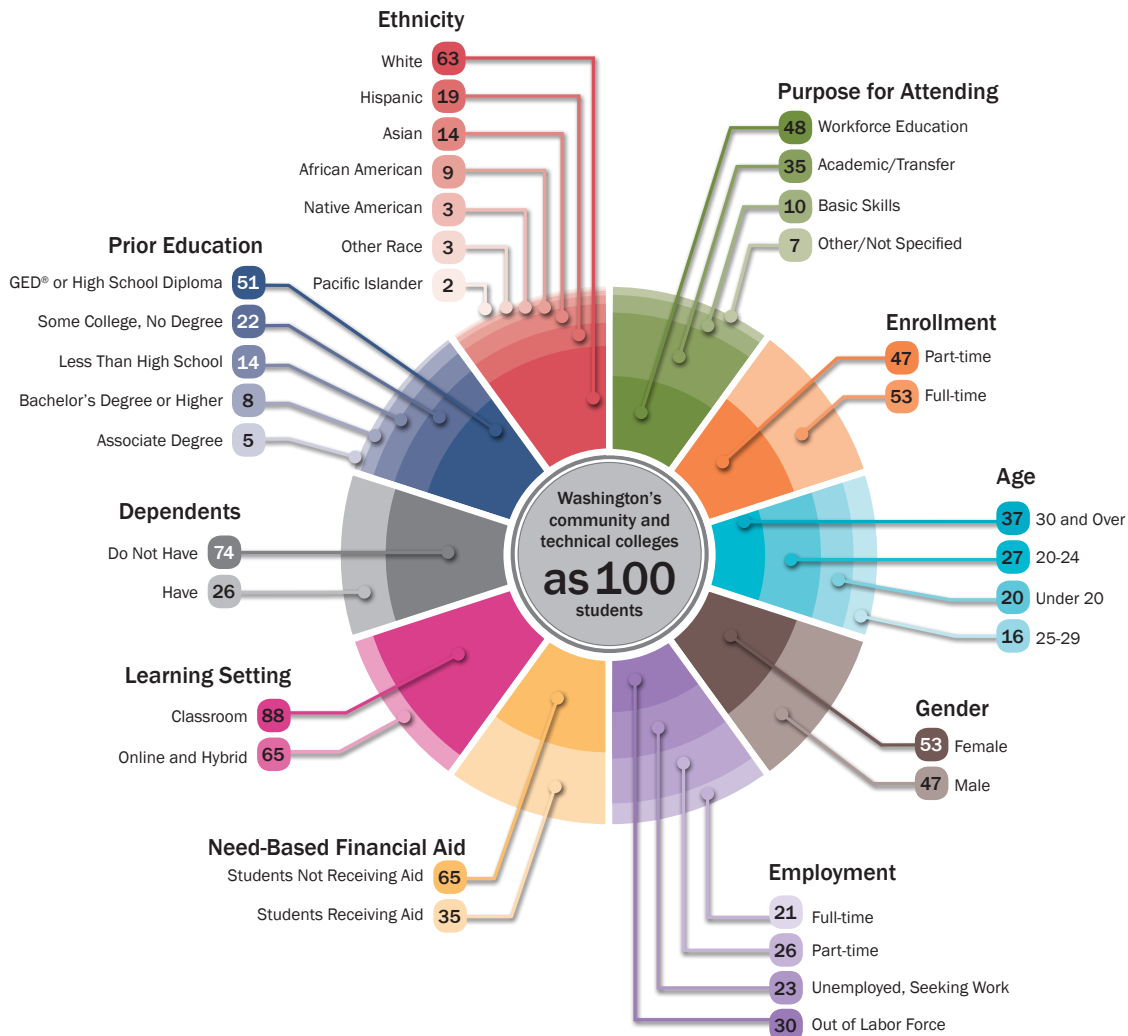 Ethnicity
White 63
Hispanic 19
Asian 14
African American 9
Native American 3
Other Race 3
Pacific Islander 2
Purpose for Attending
48 Workforce Education
35 Academic/Transfer
10 Basic Skills
7 Other/Not Specified
Prior Education
GED® or High School Diploma 51
Some College, No Degree 22
Less Than High School 14
Bachelor's Degree or Higher 8
Associate Degree 5
Enrollment
47 Part-time
53 Full-time
Dependents
Do Not Have 74
Have 26
Washington's
community and
technical colleges
as 100
students
Age
37 30 and Over
27 20-24
20 Under 20
16 25-29
Learning Setting
Classroom 88
Online and Hybrid 65
Gender
53 Female
47 Male
Need-Based Financial Aid
Students Not Receiving Aid 65
Students Receiving Aid 35
Employment
21 Full-time
26 Part-time
23 Unemployed, Seeking Work
30 Out of Labor Force